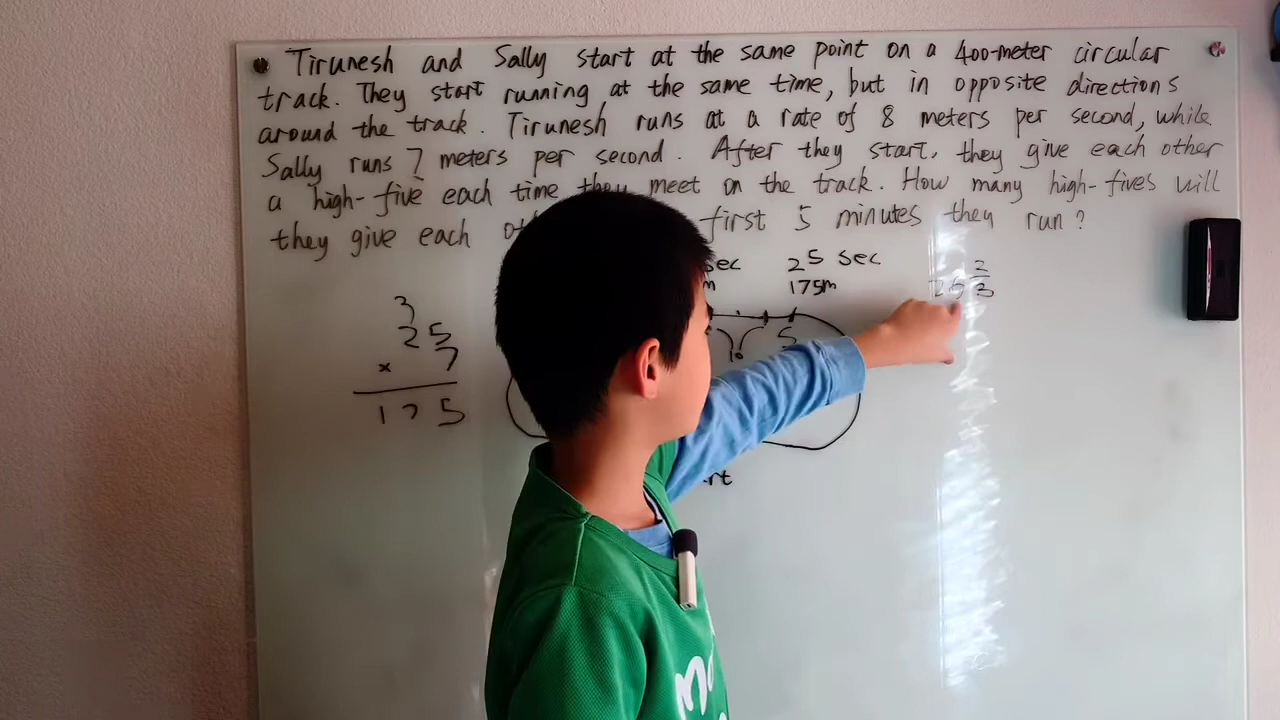 Tirunesh and Sally start at the same point on a 400-meter circular
track. They start running at the same time, but in opposite directions
around the track. Tirunesh runs at a rate of 8 meters per second, while
Sally runs 7 meters per second. After they start, they give each other
a high-five each time they meet on the track. How many high-fives will
they give each first 5 minutes they run?
sec 25 sec
m 175m
26 2/3
3
25
x 7
175
5